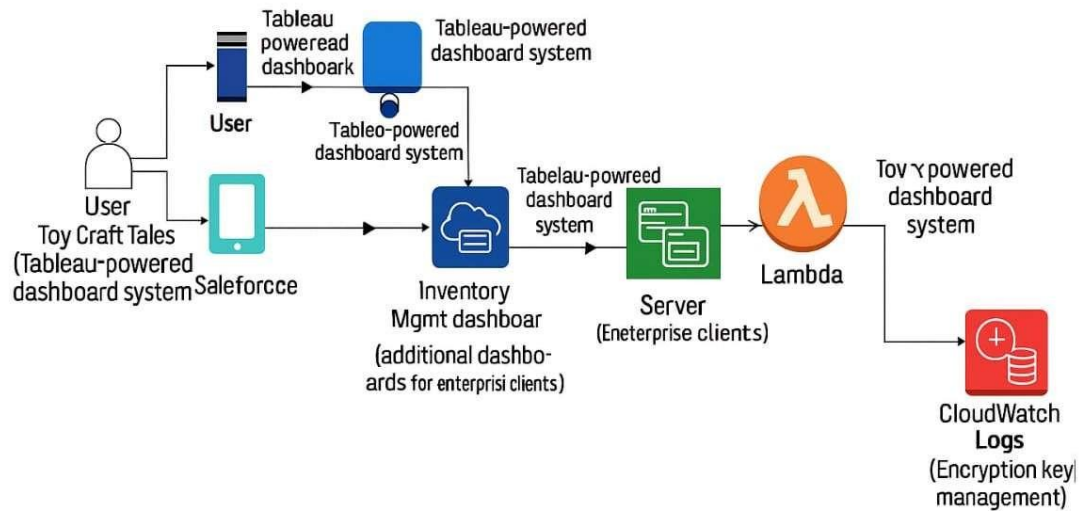 Tableau
poweread
dashboark
Tableau-powered
dashboard system
User
Tableo-powered
dashboard system
User
Toy Craft Tales
(Tableau-powered
dashboard system
Saleforcce
Tabelau-powreed
dashboard
system
Inventory
Mgmt dashboar
(additional dashbo-
ards for enterprisi clients)
Server
(Eneterprise clients)
λ
Lambda
powered
dashboard
system
CloudWatch
Logs
(Encryption key
management)